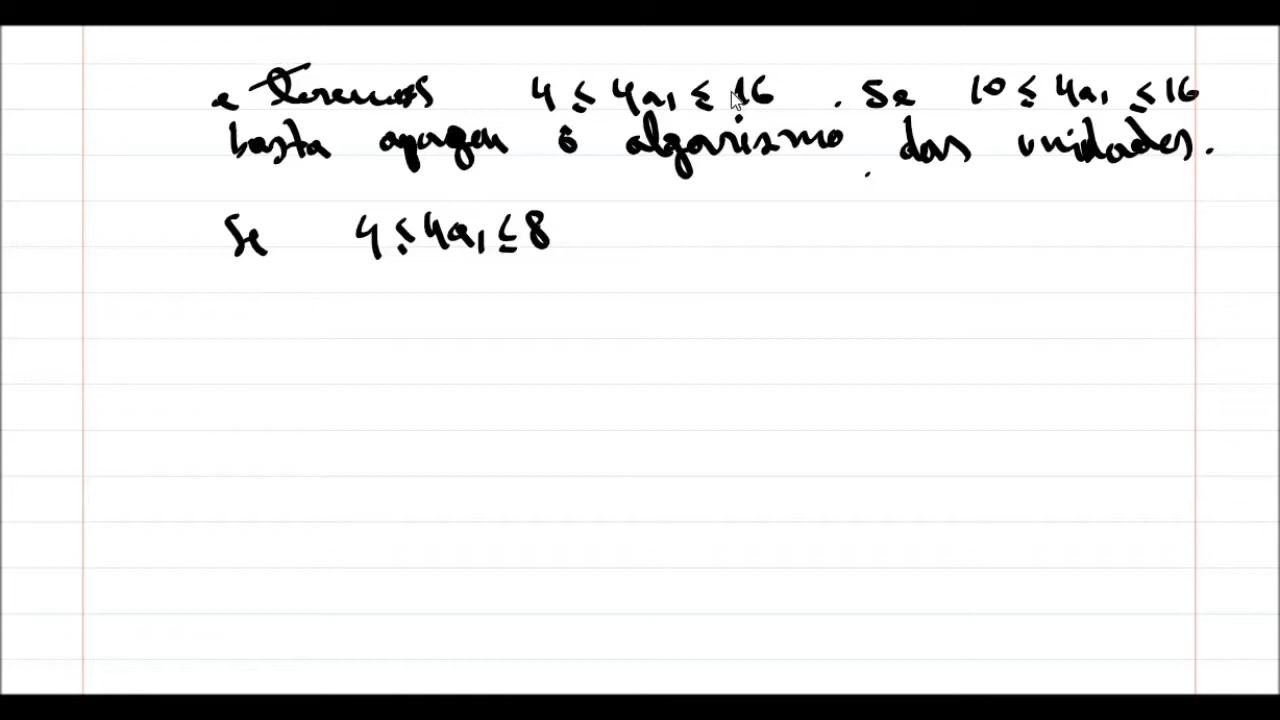 e teremos 4 ≤ 4a₁ ≤ 16 . Se 10 ≤ 4a₁ ≤ 16
basta apagar o algarismo das unidades.
Se 4 ≤ 4a₁ ≤ 8